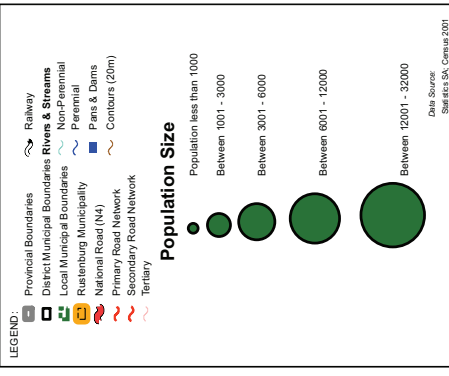 LEGEND:
Provincial Boundaries
District Municipal Boundaries
Local Municipal Boundaries
Rustenburg Municipality
National Road (N4)
Primary Road Network
Secondary Road Network
Tertiary
Railway
Rivers & Streams
Non-Perennial
Perennial
Pans & Dams
Contours (20m)
Population Size
Population less than 1000
Between 1001 - 3000
Between 3001 - 6000
Between 6001 - 12000
Between 12001 - 32000
Data Source:
Statistics SA; Census 2001